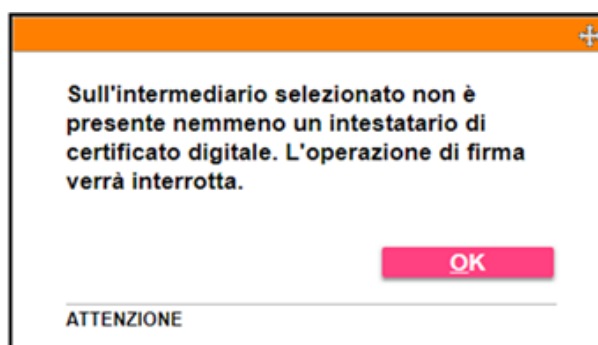 Sull'intermediario selezionato non è
presente nemmeno un intestatario di
certificato digitale. L'operazione di firma
verrà interrotta.
OK
ATTENZIONE